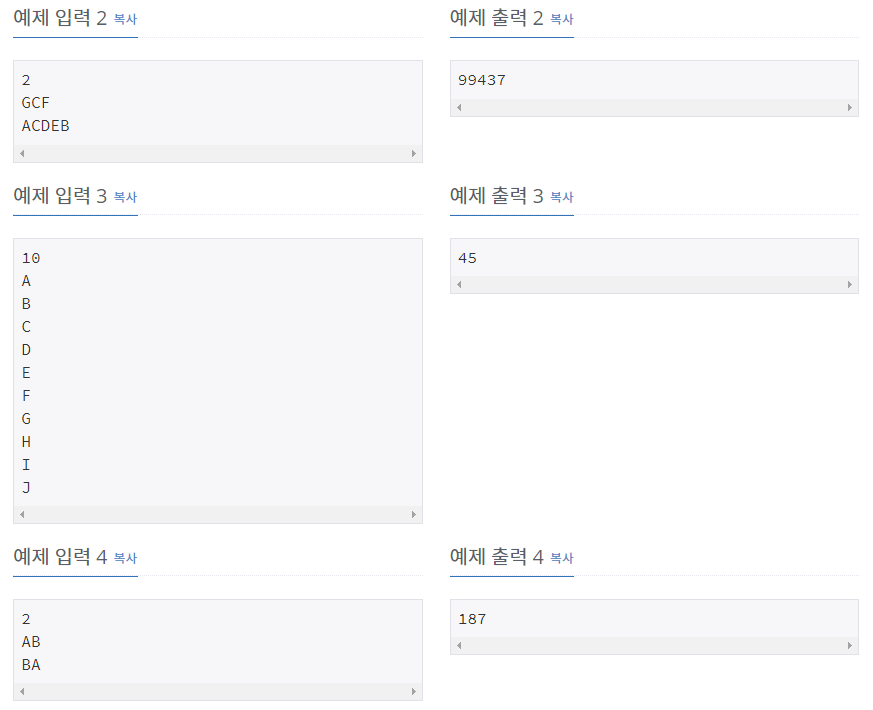 예제 입력 2 복사
예제 출력 2 복사
2
GCF
ACDEB
99437
예제 입력 3 복사
예제 출력 3 복사
10
A
B
C
D
E
F
G
H
I
J
45
예제 입력 4 복사
예제 출력 4 복사
2
AB
BA
187